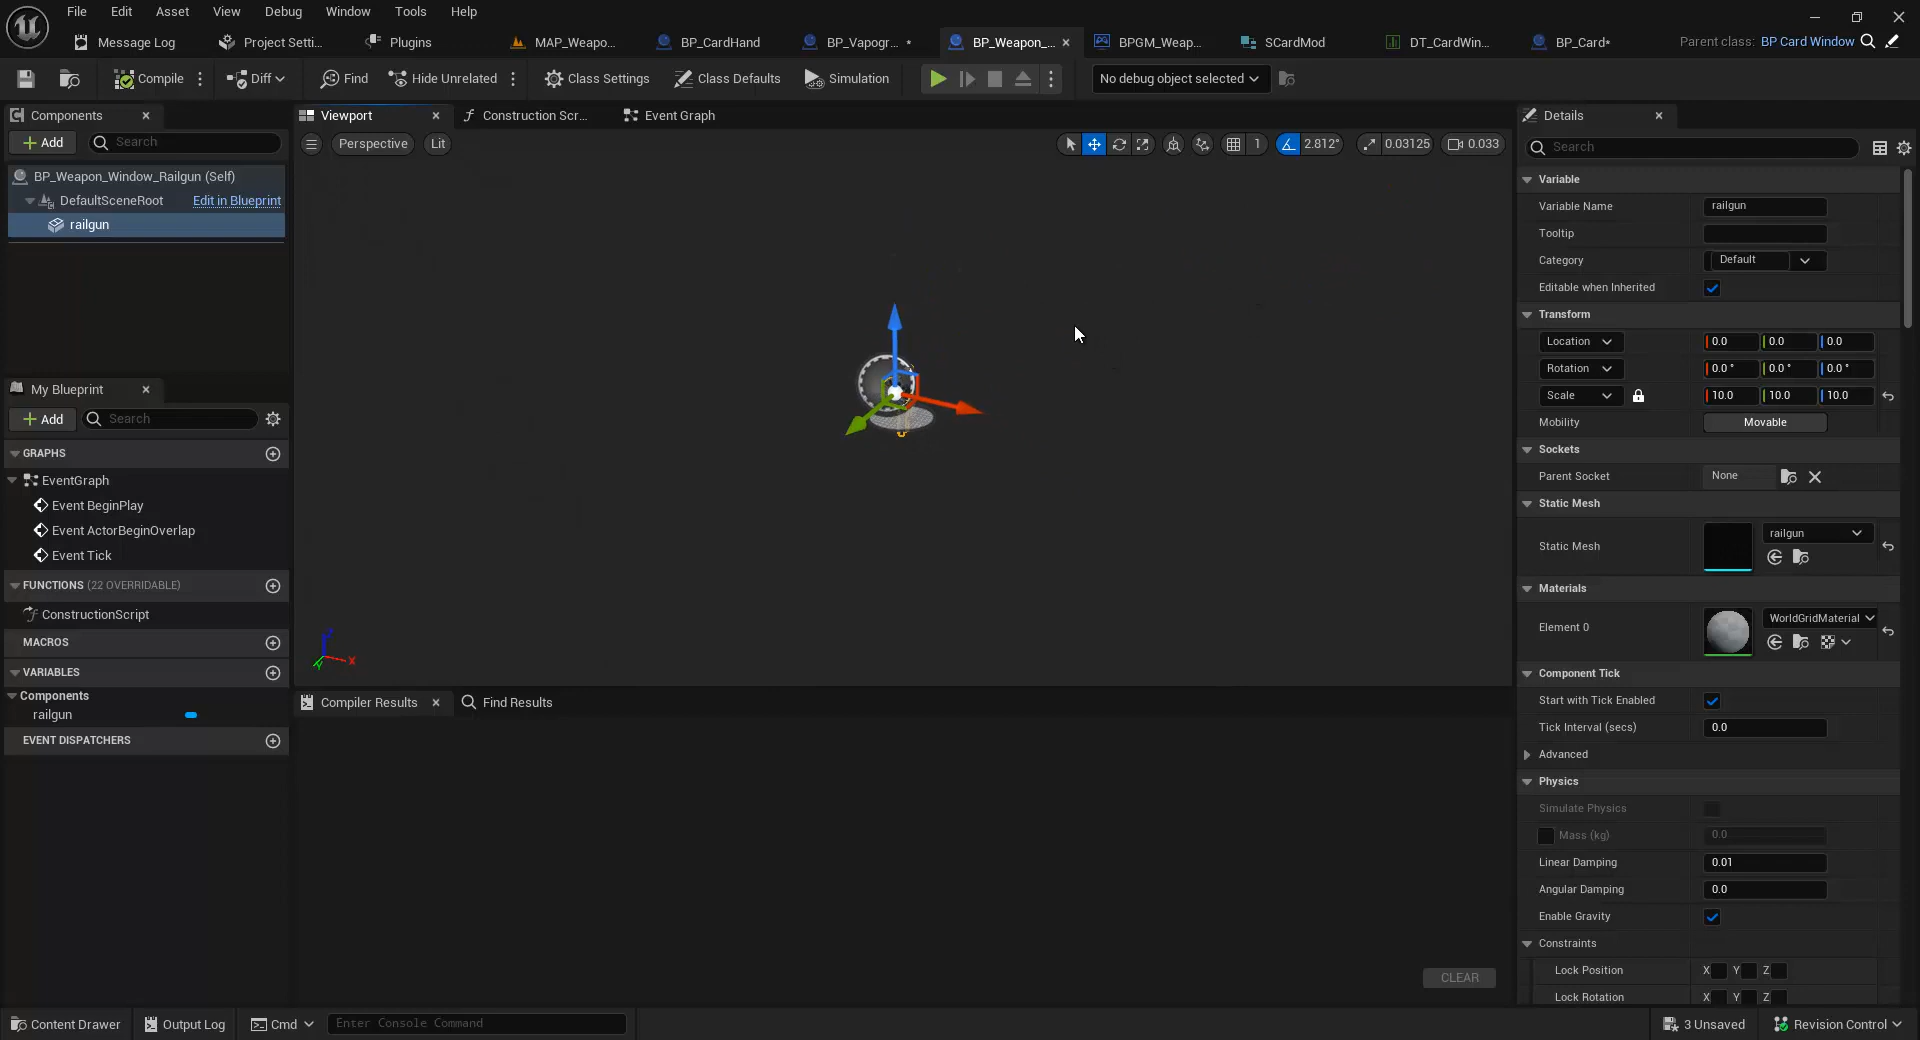 File Edit Asset View Debug Window Tools Help
Message Log Project Setti... Plugins MAP_Weapo... BP_CardHand BP_Vapogr... * BP_Weapon_... BPGM_Weap... SCardMod DT_CardWin... BP_Card*
Parent class: BP Card Window
Compile Diff Find Hide Unrelated Class Settings Class Defaults Simulation No debug object selected
Components
Add Search
BP_Weapon_Window_Railgun (Self)
DefaultSceneRoot Edit in Blueprint
railgun
My Blueprint
Add Search
GRAPHS
EventGraph
Event BeginPlay
Event ActorBeginOverlap
Event Tick
FUNCTIONS (22 OVERRIDABLE)
ConstructionScript
MACROS
VARIABLES
Components
railgun
EVENT DISPATCHERS
Viewport Construction Scr... Event Graph
Perspective Lit 1 2.812° 0.03125 0.033
Z
X
Y
Compiler Results Find Results
CLEAR
Details
Search
Variable
Variable Name railgun
Tooltip
Category Default
Editable when Inherited
Transform
Location 0.0 0.0 0.0
Rotation 0.0 ° 0.0 ° 0.0 °
Scale 10.0 10.0 10.0
Mobility Movable
Sockets
Parent Socket None
Static Mesh
Static Mesh railgun
Materials
Element 0 WorldGridMaterial
Component Tick
Start with Tick Enabled
Tick Interval (secs) 0.0
Advanced
Physics
Simulate Physics
Mass (kg) 0.0
Linear Damping 0.01
Angular Damping 0.0
Enable Gravity
Constraints
Lock Position X Y Z
Lock Rotation X Y Z
Content Drawer Output Log Cmd Enter Console Command 3 Unsaved Revision Control